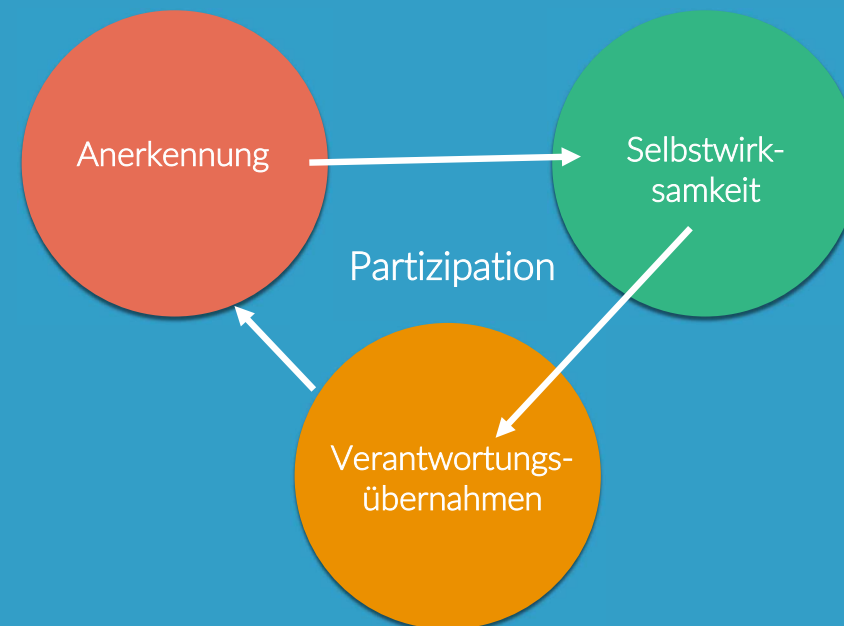 Anerkennung
Selbstwirk-
samkeit
Partizipation
Verantwortungs-
übernahmen